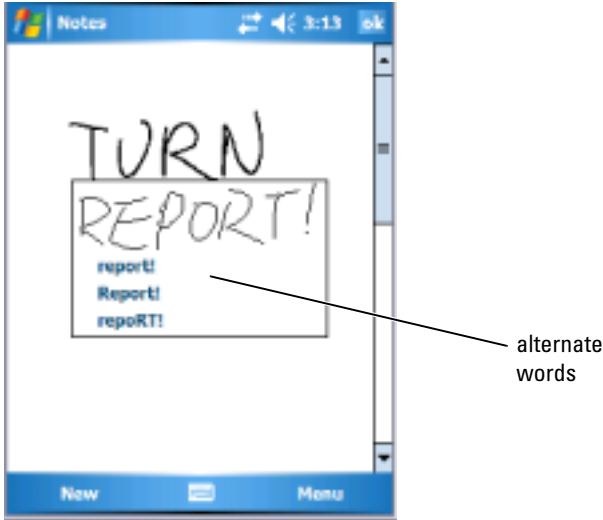 Notes 3:13 ok
TURN
REPORT!
report!
Report!
repoRT!
alternate
words
New Menu